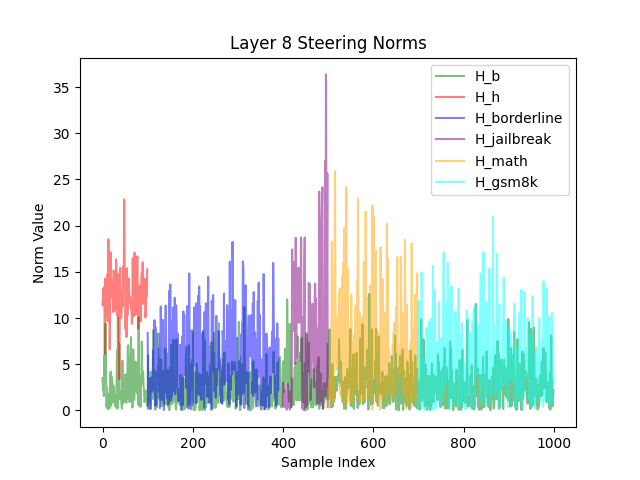 Layer 8 Steering Norms
H_b
H_h
H_borderline
H_jailbreak
H_math
H_gsm8k
Norm Value
35
30
25
20
15
10
5
0
0 200 400 600 800 1000
Sample Index